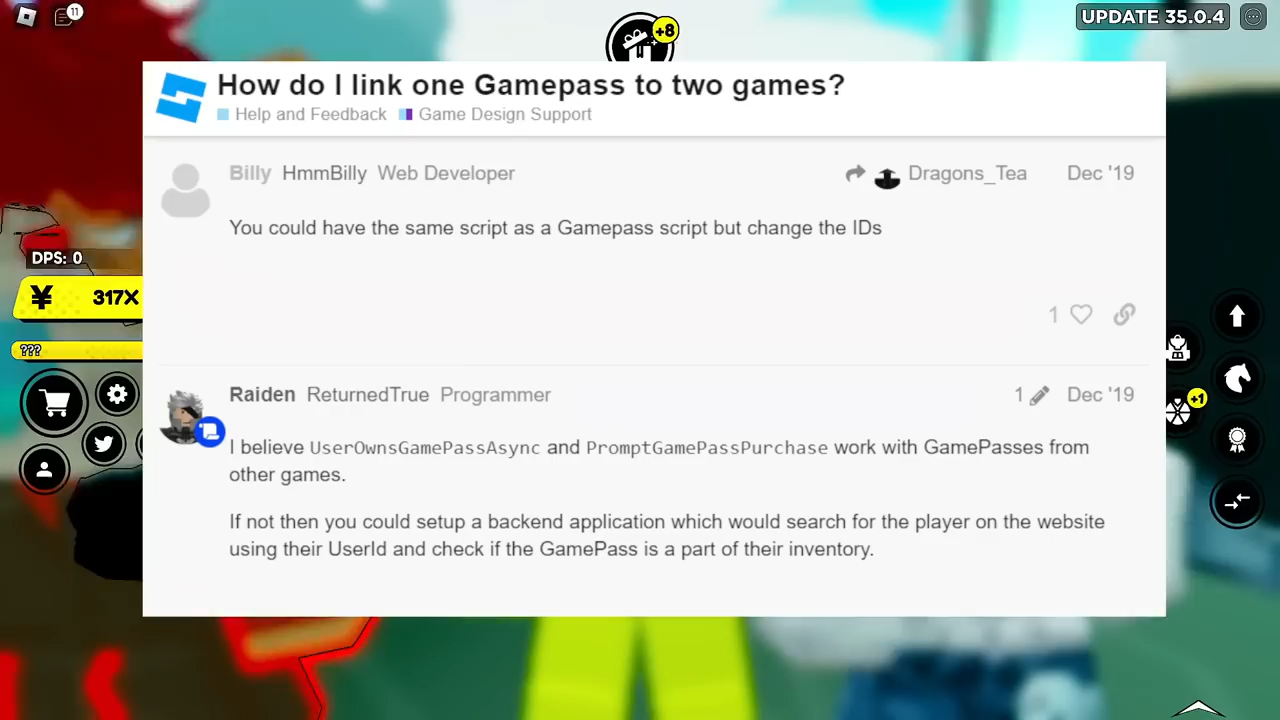 11
+8
UPDATE 35.0.4
How do I link one Gamepass to two games?
Help and Feedback Game Design Support
Billy HmmBilly Web Developer Dragons_Tea Dec '19
You could have the same script as a Gamepass script but change the IDs
DPS: 0
¥ 317X
1
???
+1
Raiden ReturnedTrue Programmer 1 Dec '19
I believe UserOwnsGamePassAsync and PromptGamePassPurchase work with GamePasses from
other games.
If not then you could setup a backend application which would search for the player on the website
using their UserId and check if the GamePass is a part of their inventory.